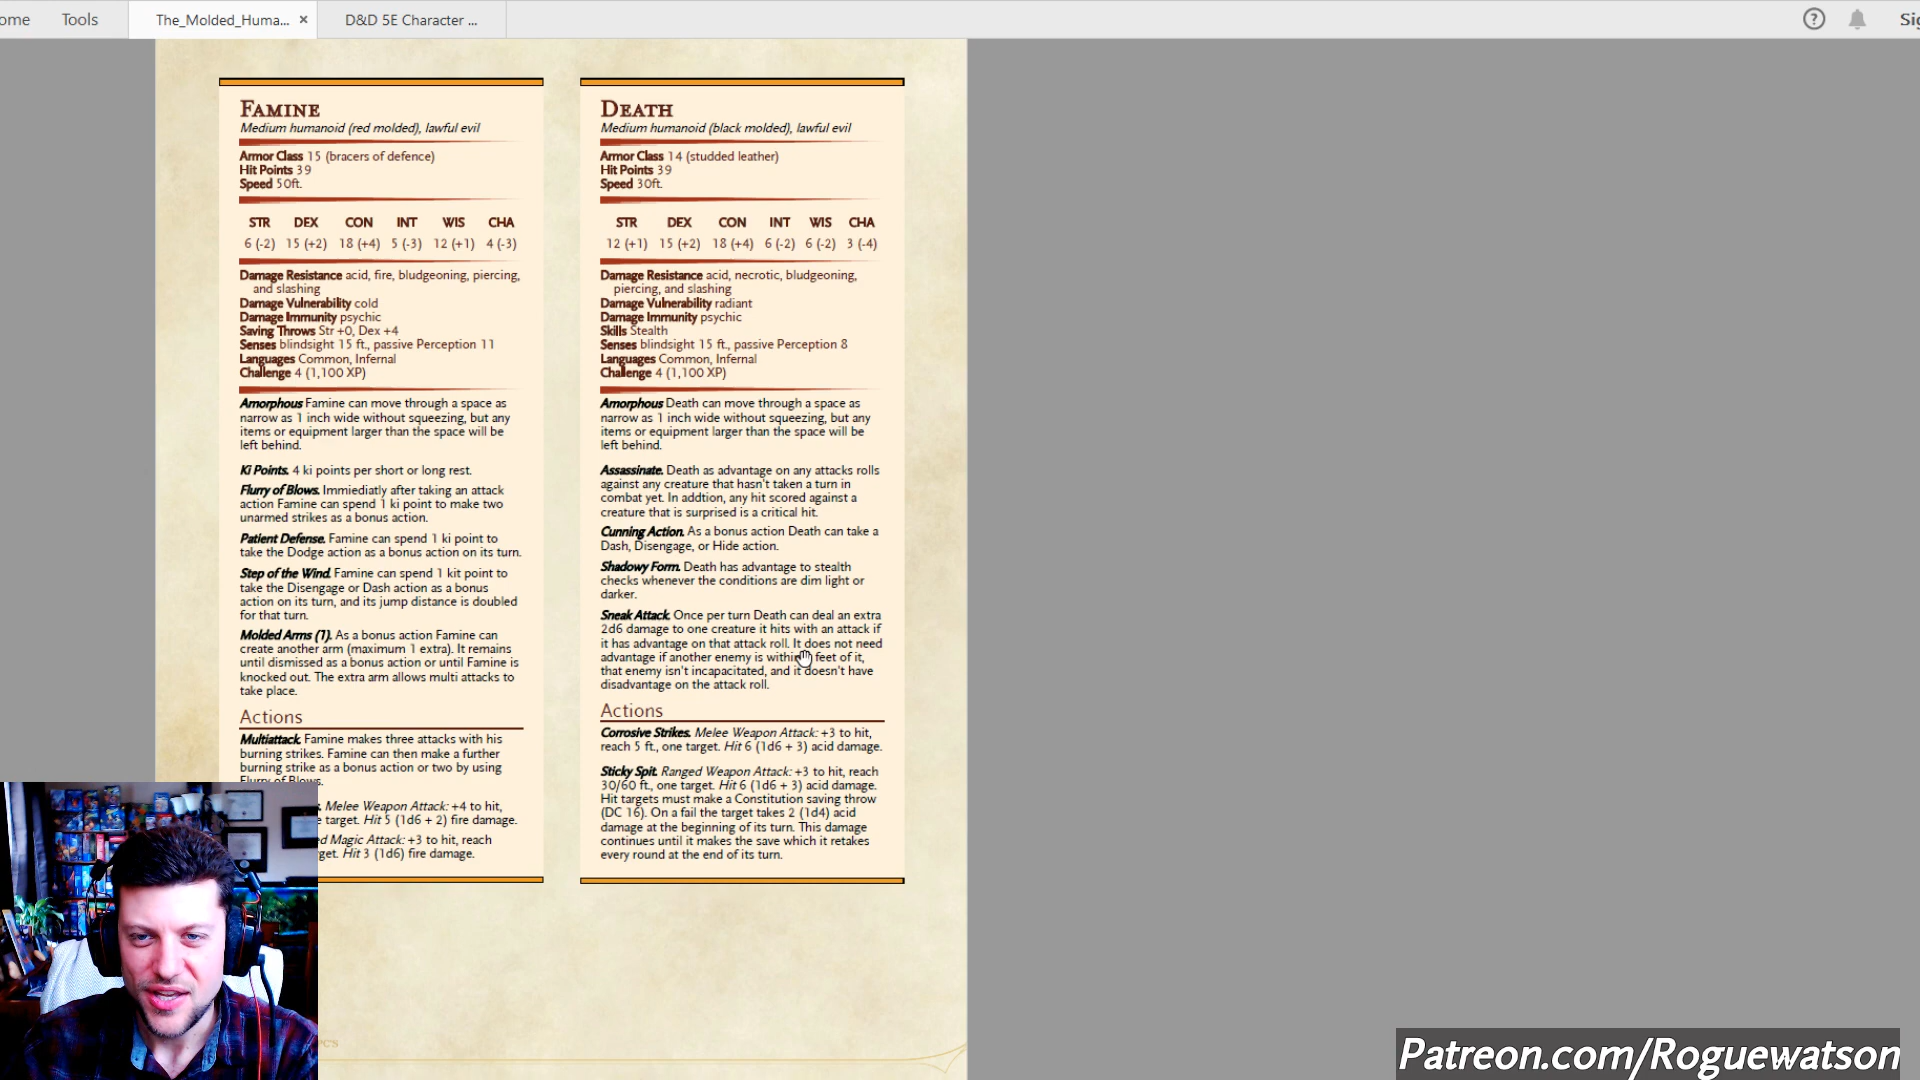 ome
Tools
The_Molded_Huma... ×
D&D 5E Character ...
?
Sig
FAMINE
Medium humanoid (red molded), lawful evil
Armor Class 15 (bracers of defence)
Hit Points 39
Speed 50ft.
STR DEX CON INT WIS CHA
6 (-2) 15 (+2) 18 (+4) 5 (-3) 12 (+1) 4 (-3)
Damage Resistance acid, fire, bludgeoning, piercing,
and slashing
Damage Vulnerability cold
Damage Immunity psychic
Saving Throws Str +0, Dex +4
Senses blindsight 15 ft., passive Perception 11
Languages Common, Infernal
Challenge 4 (1,100 XP)
Amorphous Famine can move through a space as
narrow as 1 inch wide without squeezing, but any
items or equipment larger than the space will be
left behind.
Ki Points. 4 ki points per short or long rest.
Flurry of Blows. Immiediatly after taking an attack
action Famine can spend 1 ki point to make two
unarmed strikes as a bonus action.
Patient Defense. Famine can spend 1 ki point to
take the Dodge action as a bonus action on its turn.
Step of the Wind. Famine can spend 1 kit point to
take the Disengage or Dash action as a bonus
action on its turn, and its jump distance is doubled
for that turn.
Molded Arms (1). As a bonus action Famine can
create another arm (maximum 1 extra). It remains
until dismissed as a bonus action or until Famine is
knocked out. The extra arm allows multi attacks to
take place.
Actions
Multiattack. Famine makes three attacks with his
burning strikes. Famine can then make a further
burning strike as a bonus action or two by using
Flurry of Blows.
Melee Weapon Attack: +4 to hit,
e target. Hit 5 (1d6 + 2) fire damage.
ed Magic Attack: +3 to hit, reach
get. Hit 3 (1d6) fire damage.
PC'S
DEATH
Medium humanoid (black molded), lawful evil
Armor Class 14 (studded leather)
Hit Points 39
Speed 30ft.
STR DEX CON INT WIS CHA
12 (+1) 15 (+2) 18 (+4) 6 (-2) 6 (-2) 3 (-4)
Damage Resistance acid, necrotic, bludgeoning,
piercing, and slashing
Damage Vulnerability radiant
Damage Immunity psychic
Skills Stealth
Senses blindsight 15 ft., passive Perception 8
Languages Common, Infernal
Challenge 4 (1,100 XP)
Amorphous Death can move through a space as
narrow as 1 inch wide without squeezing, but any
items or equipment larger than the space will be
left behind.
Assassinate. Death as advantage on any attacks rolls
against any creature that hasn't taken a turn in
combat yet. In addtion, any hit scored against a
creature that is surprised is a critical hit.
Cunning Action. As a bonus action Death can take a
Dash, Disengage, or Hide action.
Shadowy Form. Death has advantage to stealth
checks whenever the conditions are dim light or
darker.
Sneak Attack. Once per turn Death can deal an extra
2d6 damage to one creature it hits with an attack if
it has advantage on that attack roll. It does not need
advantage if another enemy is within feet of it,
that enemy isn't incapacitated, and it doesn't have
disadvantage on the attack roll.
Actions
Corrosive Strikes. Melee Weapon Attack: +3 to hit,
reach 5 ft., one target. Hit 6 (1d6 + 3) acid damage.
Sticky Spit. Ranged Weapon Attack: +3 to hit, reach
30/60 ft., one target. Hit 6 (1d6 + 3) acid damage.
Hit targets must make a Constitution saving throw
(DC 16). On a fail the target takes 2 (1d4) acid
damage at the beginning of its turn. This damage
continues until it makes the save which it retakes
every round at the end of its turn.
Patreon.com/Roguewatson